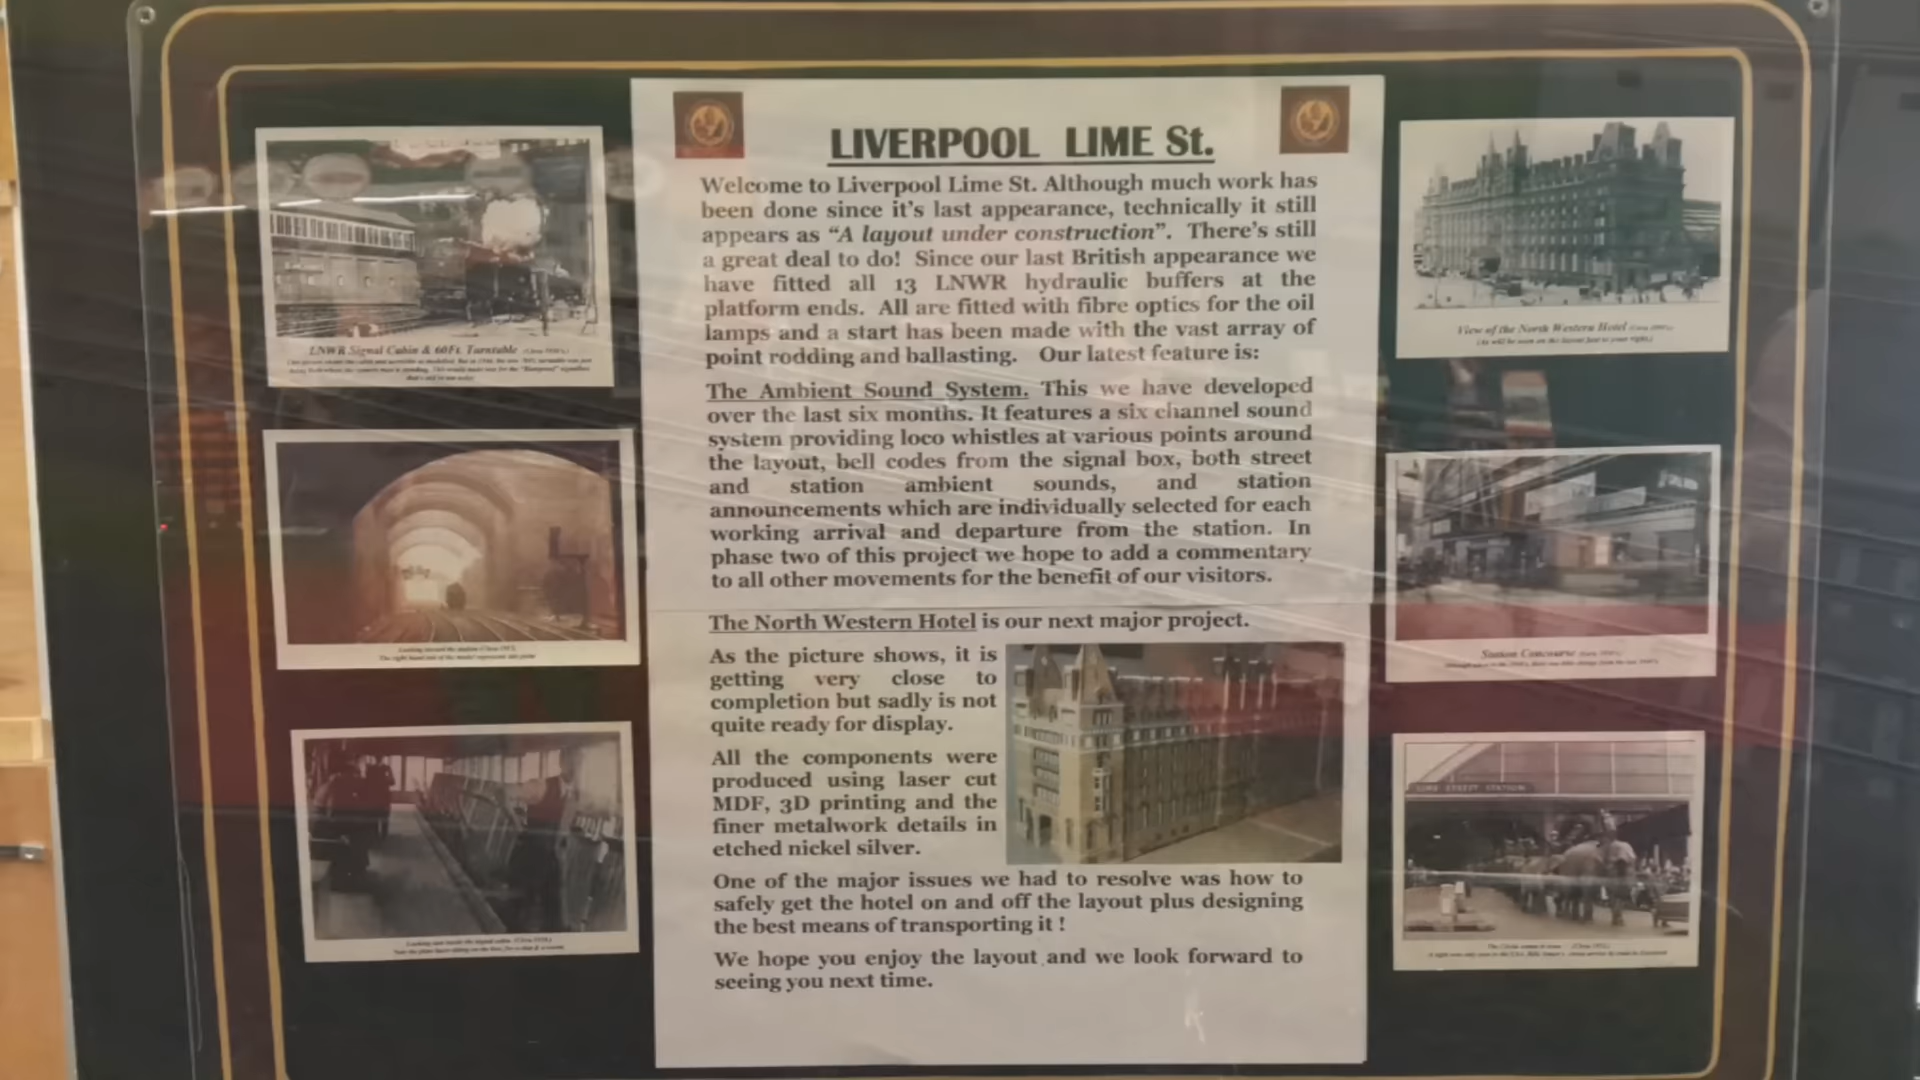 LIVERPOOL LIME St.
Welcome to Liverpool Lime St. Although much work has
been done since it's last appearance, technically it still
appears as “A layout under construction”. There's still
a great deal to do! Since our last British appearance we
have fitted all 13 LNWR hydraulic buffers at the
platform ends. All are fitted with fibre optics for the oil
lamps and a start has been made with the vast array of
point rodding and ballasting. Our latest feature is:
The Ambient Sound System. This we have developed
over the last six months. It features a six channel sound
system providing loco whistles at various points around
the layout, bell codes from the signal box, both street
and station ambient sounds, and station
announcements which are individually selected for each
working arrival and departure from the station. In
phase two of this project we hope to add a commentary
to all other movements for the benefit of our visitors.
The North Western Hotel is our next major project.
As the picture shows, it is
getting very close to
completion but sadly is not
quite ready for display.
All the components were
produced using laser cut
MDF, 3D printing and the
finer metalwork details in
etched nickel silver.
One of the major issues we had to resolve was how to
safely get the hotel on and off the layout plus designing
the best means of transporting it !
We hope you enjoy the layout and we look forward to
seeing you next time.
LNWR Signal Cabin & 60Ft. Turntable
View of the North Western Hotel
(As will be seen on the layout just to your right.)
Station Concourse
LIME STREET STATION